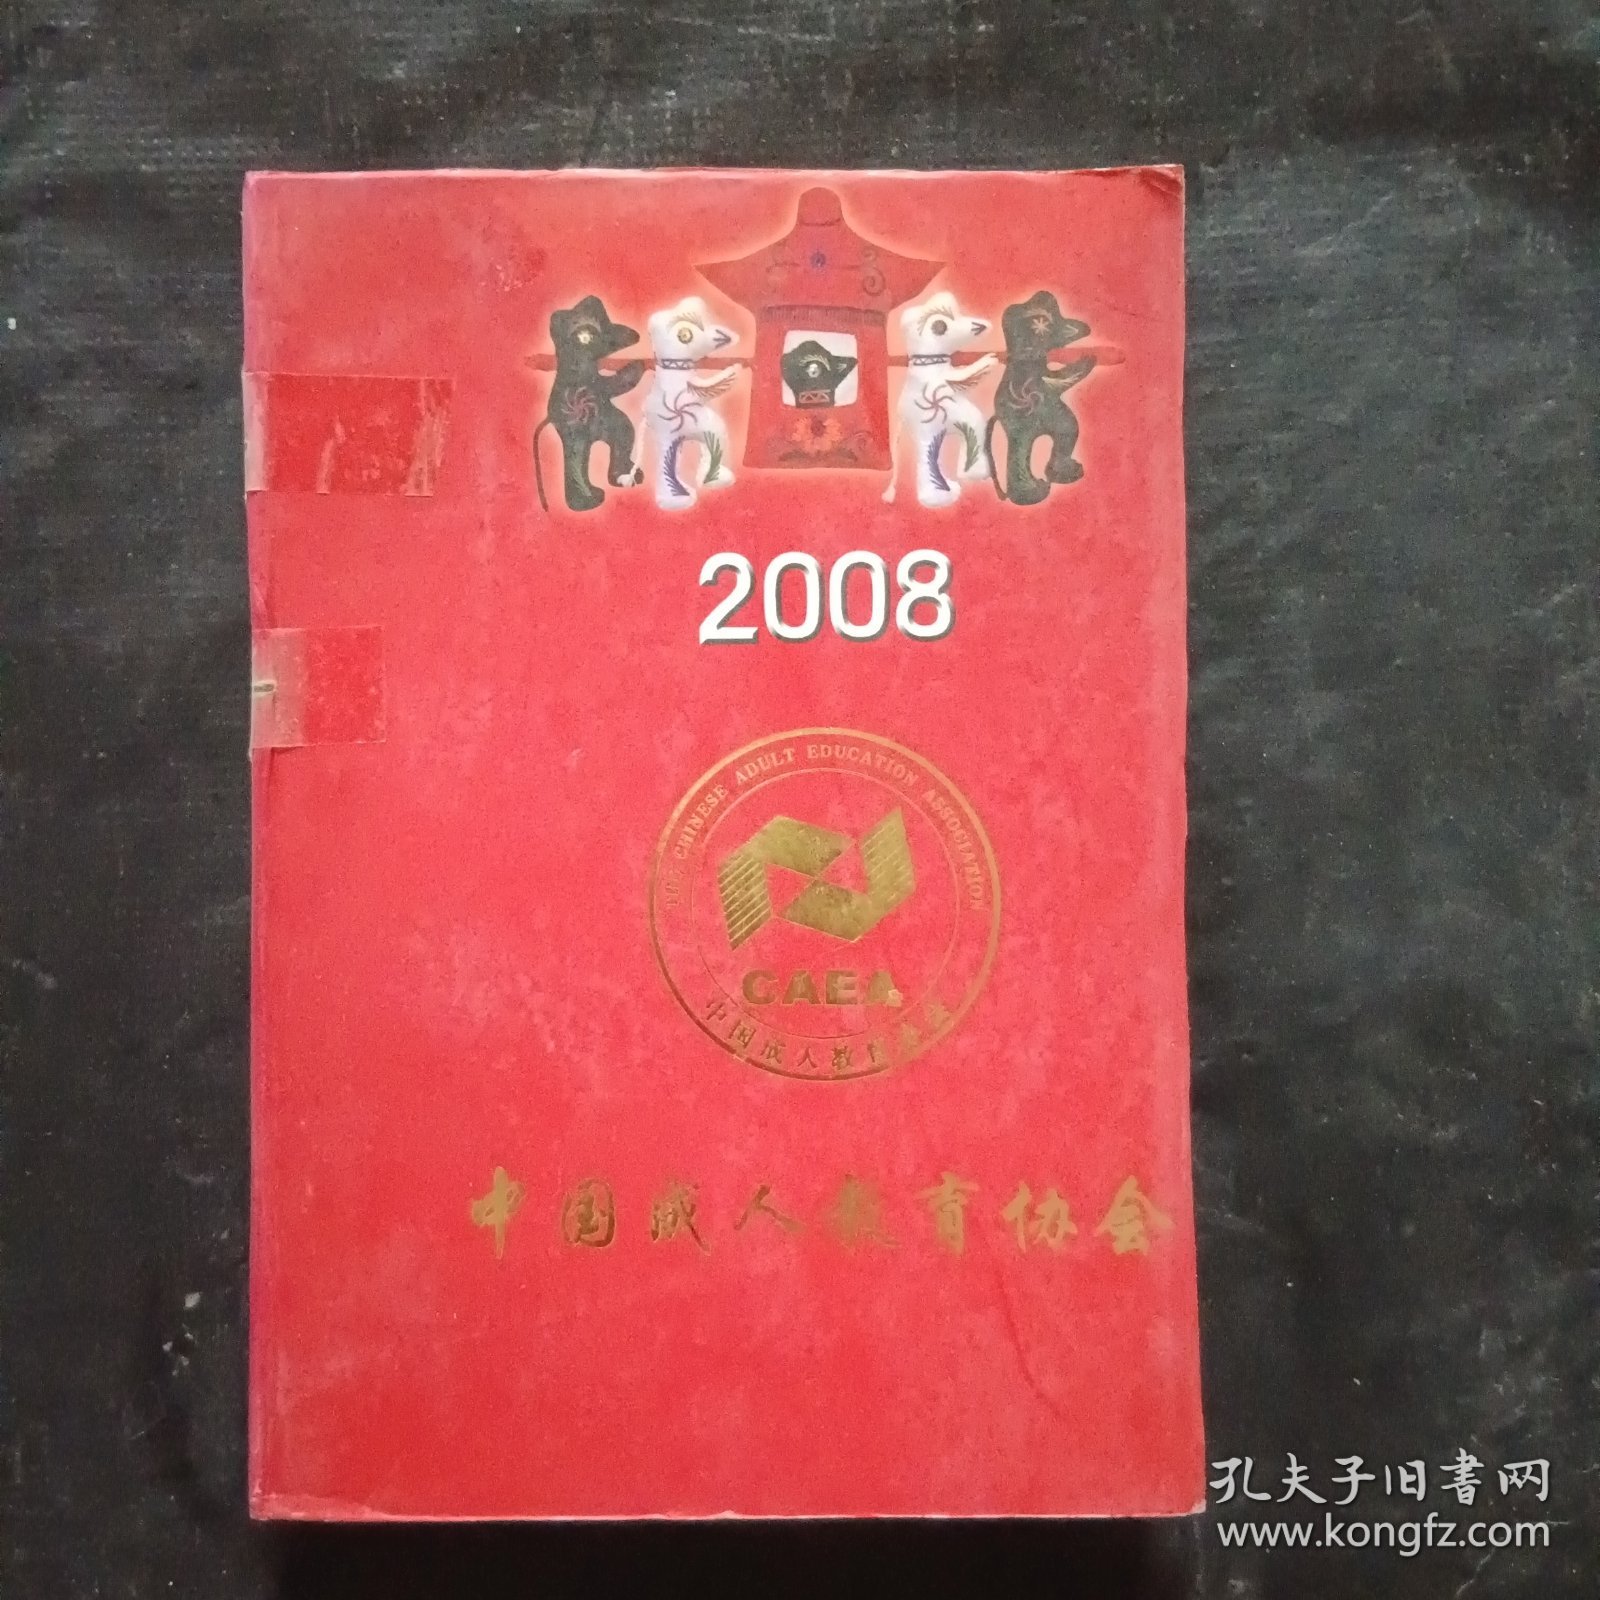 2008
THE CHINESE ADULT EDUCATION ASSOCIATION
CAEA
中国成人教育协会
中国成人教育协会
孔夫子旧书网
www.kongfz.com